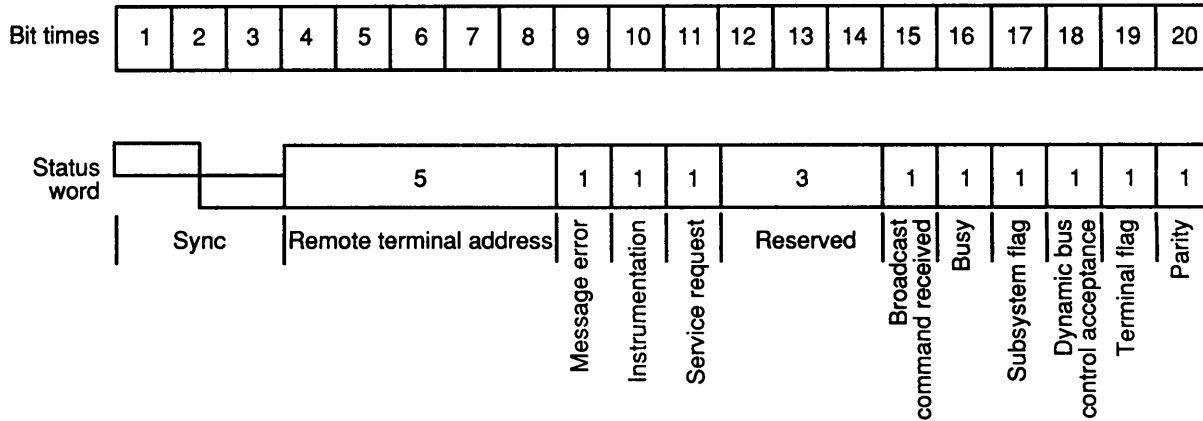 Bit times 1 2 3 4 5 6 7 8 9 10 11 12 13 14 15 16 17 18 19 20
Status
word
5 1 1 1 3 1 1 1 1 1 1
Sync
Remote terminal address
Message error
Instrumentation
Service request
Reserved
Broadcast
command received
Busy
Subsystem flag
Dynamic bus
control acceptance
Terminal flag
Parity